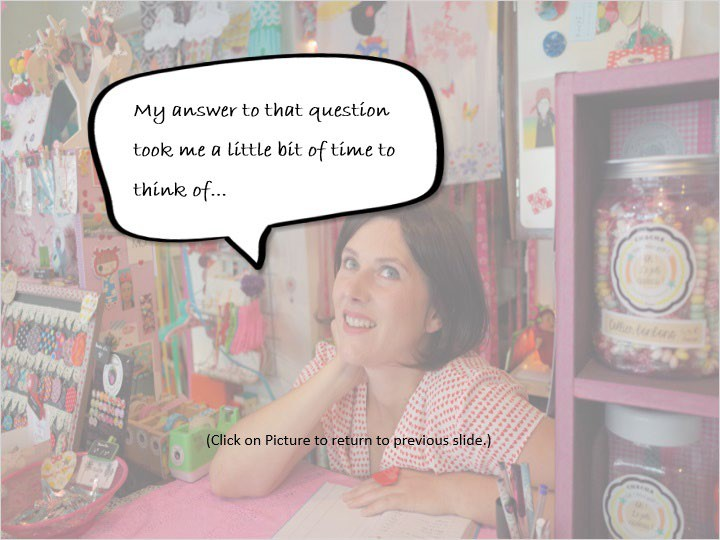 My answer to that question
took me a little bit of time to
think of...
(Click on Picture to return to previous slide.)